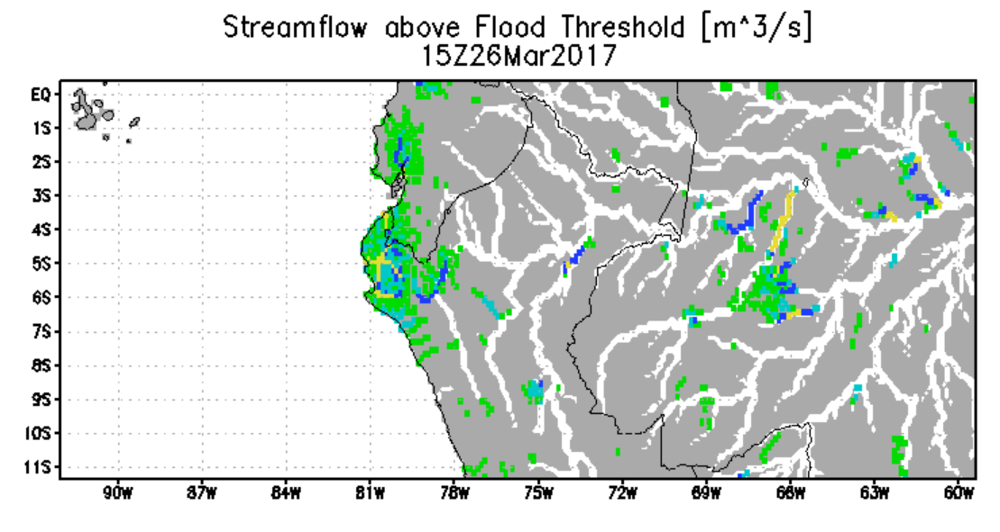 Streamflow above Flood Threshold [m^3/s]
15Z26Mar2017
EQ
1S
2S
3S
4S
5S
6S
7S
8S
9S
10S
11S
90W 87W 84W 81W 78W 75W 72W 69W 66W 63W 60W